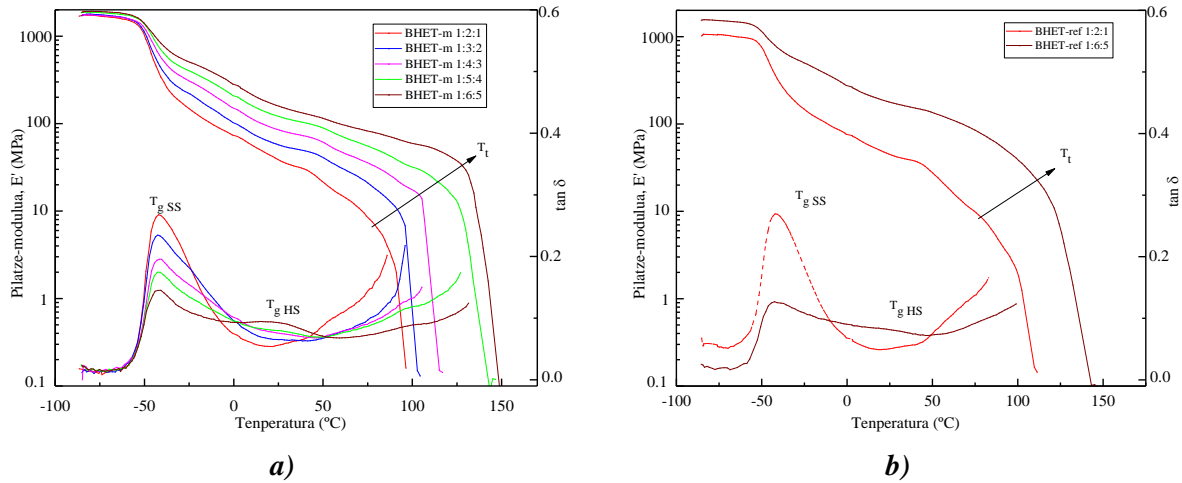 1000
100
10
1
0.1
Pilatze-modulua, E' (MPa)
-100
-50
0
50
100
150
Tenperatura (ºC)
0.6
0.4
0.2
0.0
tan δ
BHET-m 1:2:1
BHET-m 1:3:2
BHET-m 1:4:3
BHET-m 1:5:4
BHET-m 1:6:5
Tt
Tg SS
Tg HS
a)
1000
100
10
1
0.1
Pilatze-modulua, E' (MPa)
-100
-50
0
50
100
150
Tenperatura (ºC)
0.6
0.4
0.2
0.0
tan δ
BHET-ref 1:2:1
BHET-ref 1:6:5
Tt
Tg SS
Tg HS
b)